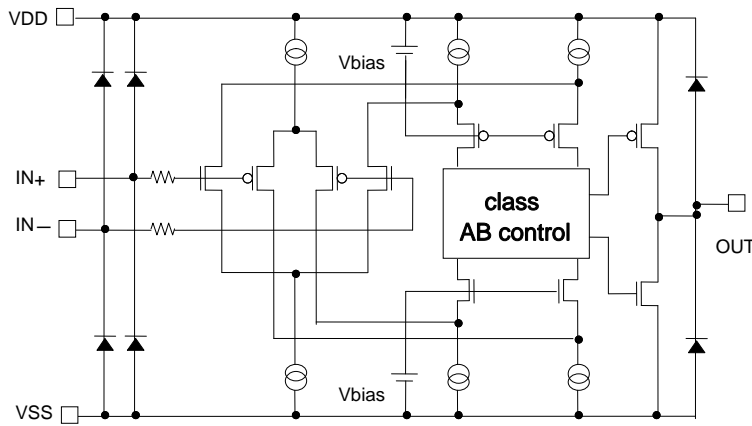 VDD
Vbias
IN+
IN−
class
AB control
OUT
Vbias
VSS